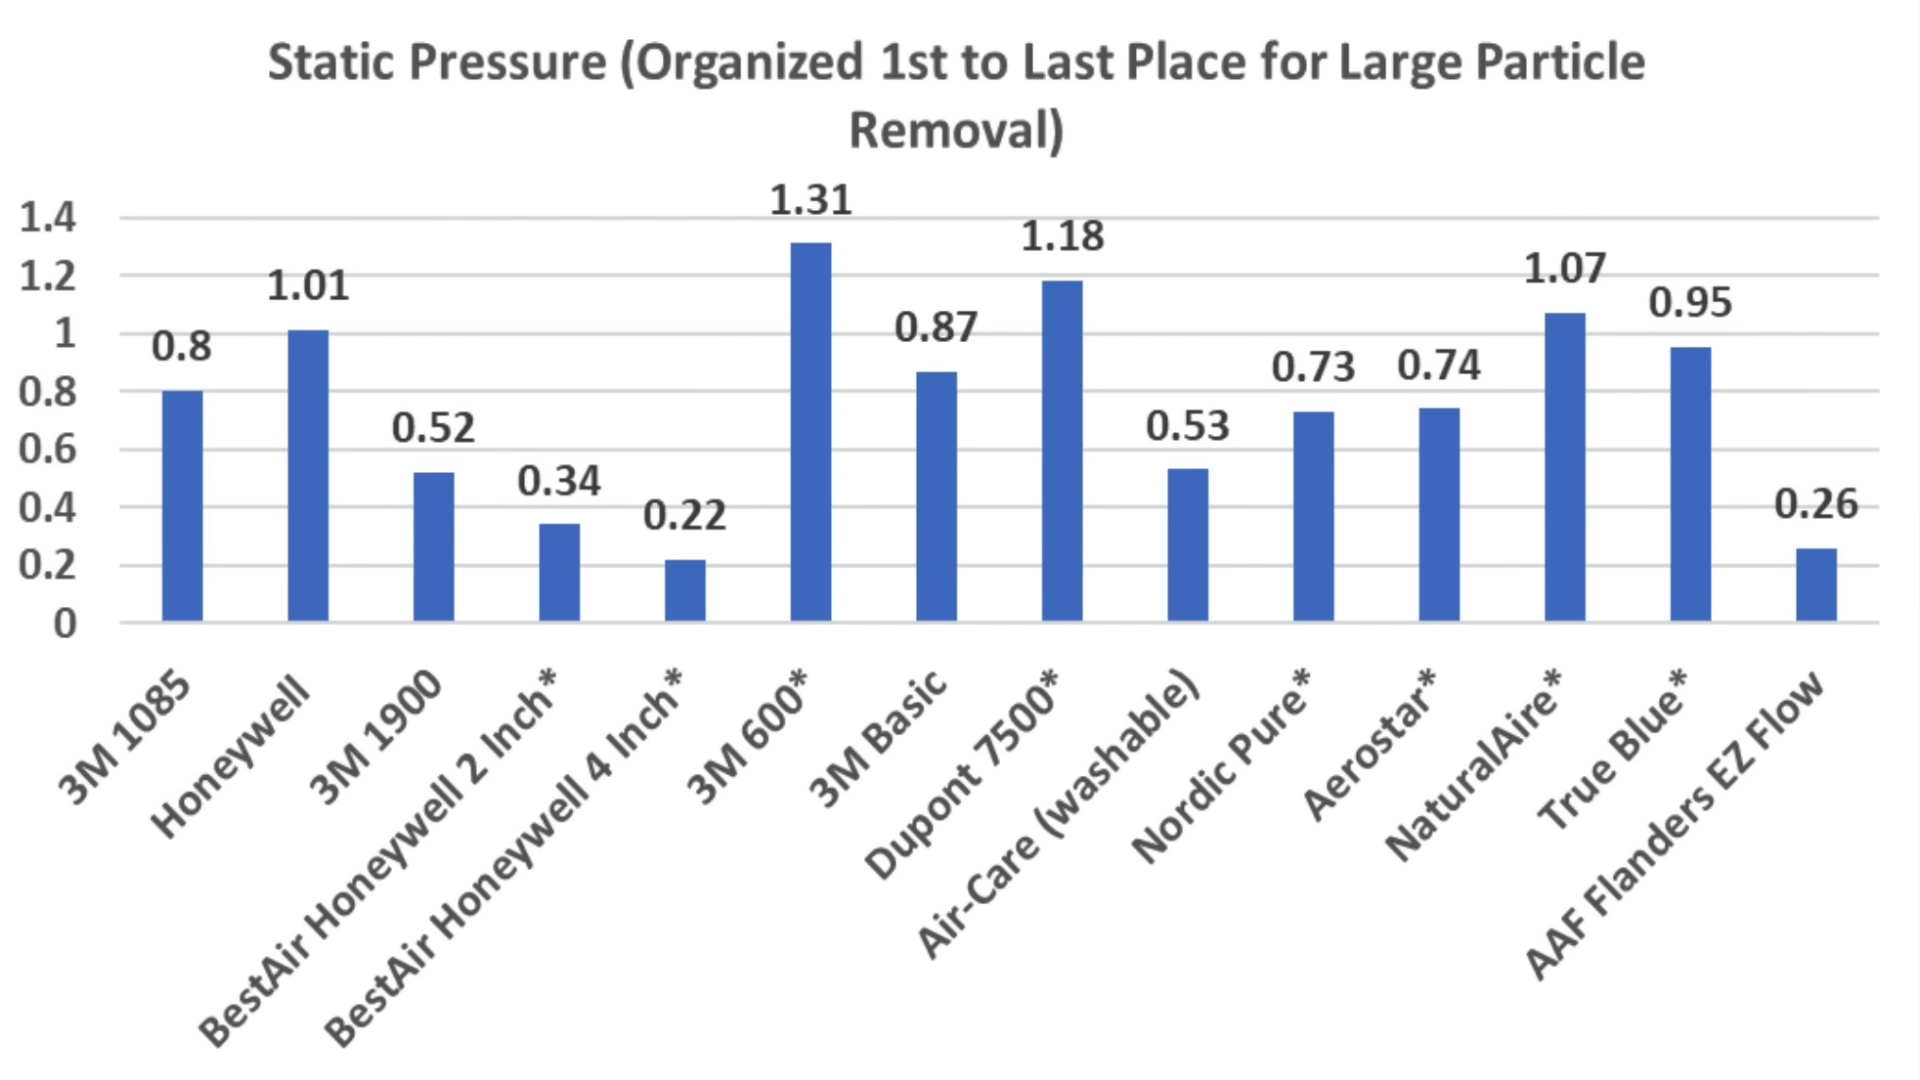 Static Pressure (Organized 1st to Last Place for Large Particle
Removal)
1.4
1.2
1
0.8
0.6
0.4
0.2
0
0.8
1.01
0.52
0.34
0.22
1.31
0.87
1.18
0.53
0.73
0.74
1.07
0.95
0.26
3M 1085
Honeywell
3M 1900
BestAir Honeywell 2 Inch*
BestAir Honeywell 4 Inch*
3M 600*
3M Basic
Dupont 7500*
Air-Care (washable)
Nordic Pure*
Aerostar*
NaturalAire*
True Blue*
AAF Flanders EZ Flow